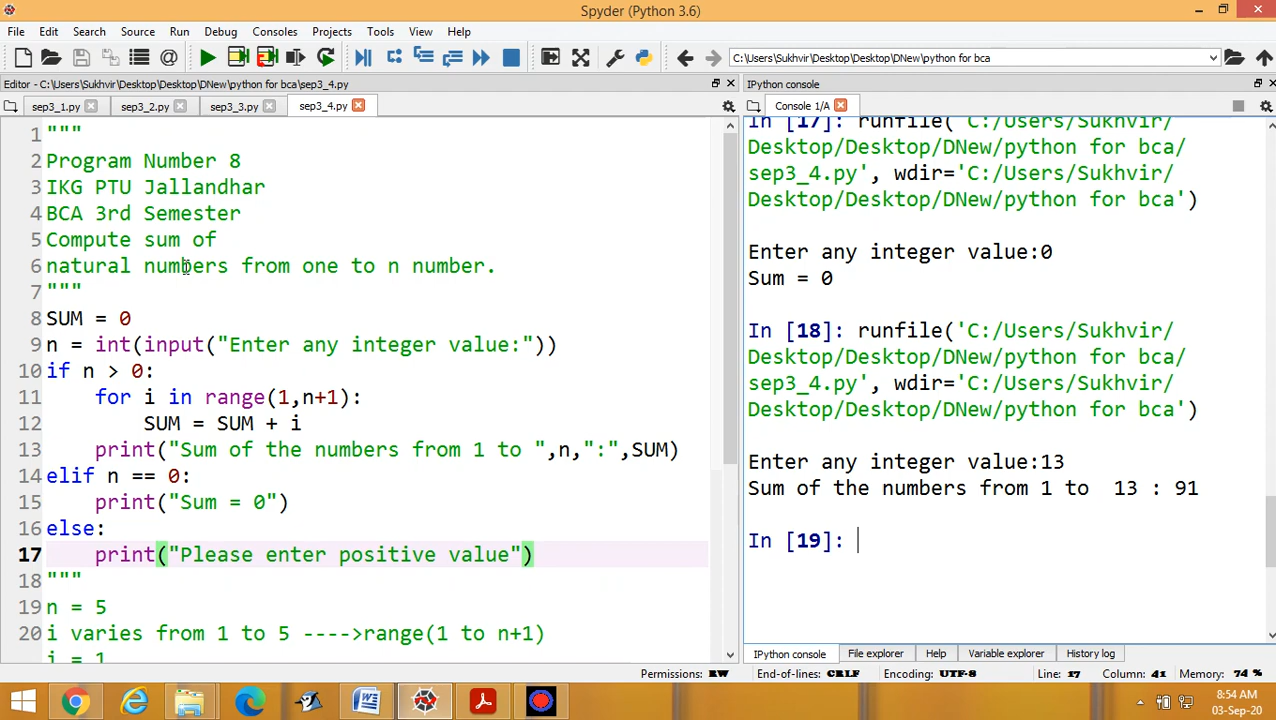 Spyder (Python 3.6)
File Edit Search Source Run Debug Consoles Projects Tools View Help
C:\Users\Sukhvir\Desktop\Desktop\DNew\python for bca
Editor - C:\Users\Sukhvir\Desktop\Desktop\DNew\python for bca\sep3_4.py
sep3_1.py sep3_2.py sep3_3.py sep3_4.py
1 """
2 Program Number 8
3 IKG PTU Jallandhar
4 BCA 3rd Semester
5 Compute sum of
6 natural numbers from one to n number.
7 """
8 SUM = 0
9 n = int(input("Enter any integer value:"))
10 if n > 0:
11 for i in range(1,n+1):
12 SUM = SUM + i
13 print("Sum of the numbers from 1 to ",n,":",SUM)
14 elif n == 0:
15 print("Sum = 0")
16 else:
17 print("Please enter positive value")
18 """
19 n = 5
20 i varies from 1 to 5 ---->range(1 to n+1)
i = 1
IPython console
Console 1/A
In [17]: runfile('C:/Users/Sukhvir/
Desktop/Desktop/DNew/python for bca/
sep3_4.py', wdir='C:/Users/Sukhvir/
Desktop/Desktop/DNew/python for bca')
Enter any integer value:0
Sum = 0
In [18]: runfile('C:/Users/Sukhvir/
Desktop/Desktop/DNew/python for bca/
sep3_4.py', wdir='C:/Users/Sukhvir/
Desktop/Desktop/DNew/python for bca')
Enter any integer value:13
Sum of the numbers from 1 to  13 : 91
In [19]:
IPython console File explorer Help Variable explorer History log
Permissions: RW End-of-lines: CRLF Encoding: UTF-8 Line: 17 Column: 41 Memory: 74 %
8:54 AM
03-Sep-20